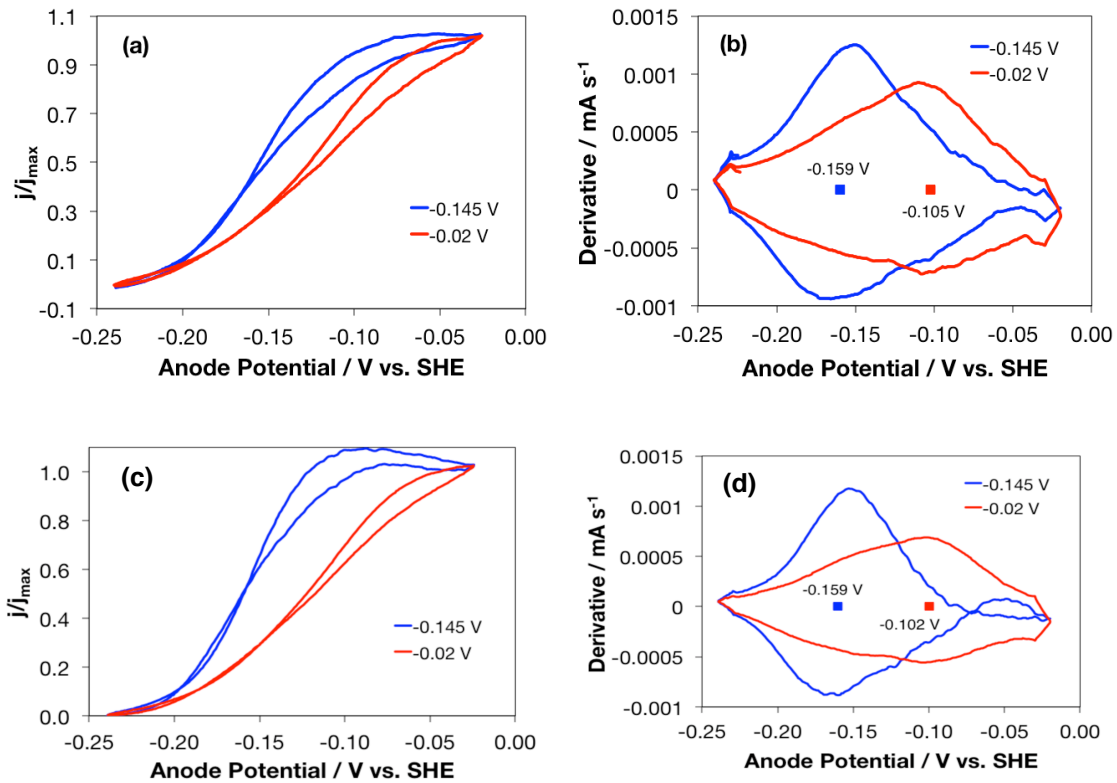 (a)
1.1
0.9
0.7
0.5
0.3
0.1
-0.1
j/jmax
-0.145 V
-0.02 V
-0.25 -0.20 -0.15 -0.10 -0.05 0.00
Anode Potential / V vs. SHE
(b)
0.0015
0.001
0.0005
0
-0.0005
-0.001
Derivative / mA s⁻¹
-0.145 V
-0.02 V
-0.159 V
-0.105 V
-0.25 -0.20 -0.15 -0.10 -0.05 0.00
Anode Potential / V vs. SHE
(c)
1.0
0.8
0.6
0.4
0.2
0.0
j/jmax
-0.145 V
-0.02 V
-0.25 -0.20 -0.15 -0.10 -0.05 0.00
Anode Potential / V vs. SHE
(d)
0.0015
0.001
0.0005
0
-0.0005
-0.001
Derivative / mA s⁻¹
-0.145 V
-0.02 V
-0.159 V
-0.102 V
-0.25 -0.20 -0.15 -0.10 -0.05 0.00
Anode Potential / V vs. SHE